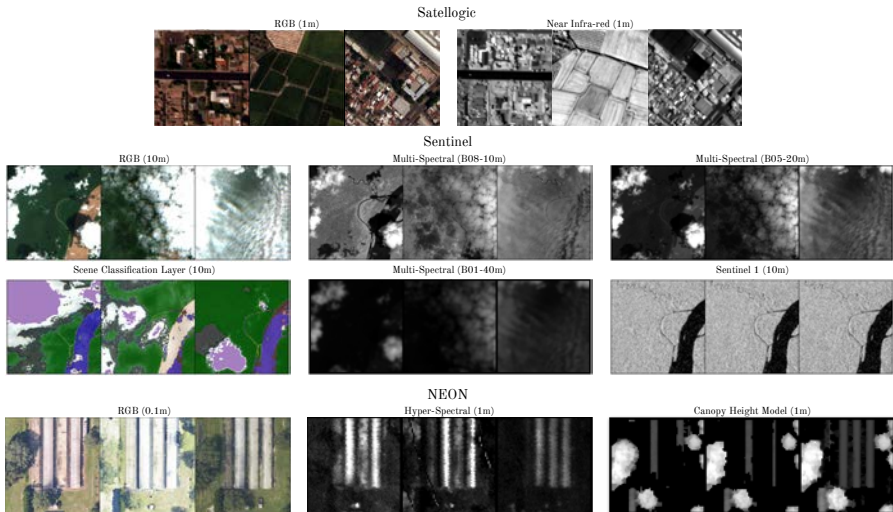 Satellogic
RGB (1m)
Near Infra-red (1m)
Sentinel
RGB (10m)
Multi-Spectral (B08-10m)
Multi-Spectral (B05-20m)
Scene Classification Layer (10m)
Multi-Spectral (B01-40m)
Sentinel 1 (10m)
NEON
RGB (0.1m)
Hyper-Spectral (1m)
Canopy Height Model (1m)